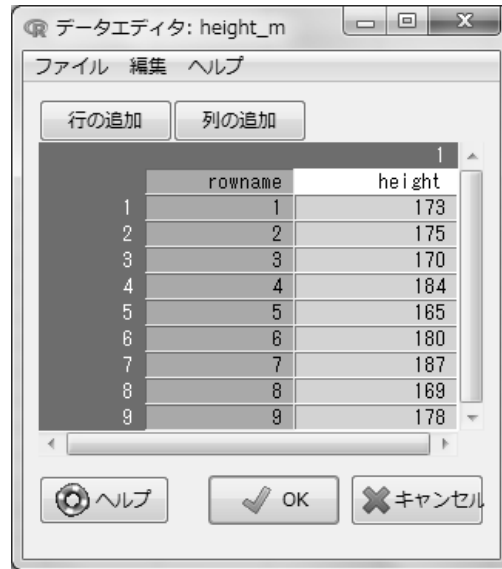 データエディタ: height_m
ファイル 編集 ヘルプ
行の追加 列の追加
1
rowname height
1 1 173
2 2 175
3 3 170
4 4 184
5 5 165
6 6 180
7 7 187
8 8 169
9 9 178
ヘルプ OK キャンセル